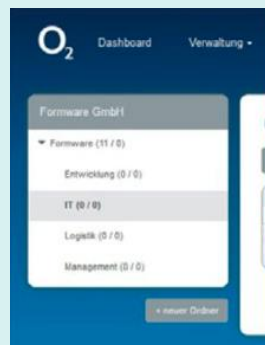 O2
Dashboard Verwaltung
Formware GmbH
Formware (11 / 0)
Entwicklung (0 / 0)
IT (0 / 0)
Logistik (0 / 0)
Management (0 / 0)
+ neuer Ordner